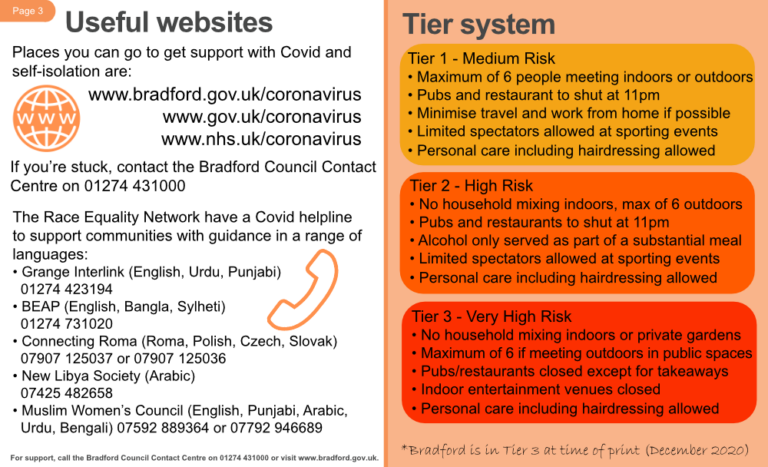 Page 3
Useful websites
Places you can go to get support with Covid and
self-isolation are:
www.bradford.gov.uk/coronavirus
www.gov.uk/coronavirus
www.nhs.uk/coronavirus
WWW
If you're stuck, contact the Bradford Council Contact
Centre on 01274 431000
The Race Equality Network have a Covid helpline
to support communities with guidance in a range of
languages:
• Grange Interlink (English, Urdu, Punjabi)
01274 423194
• BEAP (English, Bangla, Sylheti)
01274 731020
• Connecting Roma (Roma, Polish, Czech, Slovak)
07907 125037 or 07907 125036
• New Libya Society (Arabic)
07425 482658
• Muslim Women's Council (English, Punjabi, Arabic,
Urdu, Bengali) 07592 889364 or 07792 946689
For support, call the Bradford Council Contact Centre on 01274 431000 or visit www.bradford.gov.uk.
Tier system
Tier 1 - Medium Risk
• Maximum of 6 people meeting indoors or outdoors
• Pubs and restaurant to shut at 11pm
• Minimise travel and work from home if possible
• Limited spectators allowed at sporting events
• Personal care including hairdressing allowed
Tier 2 - High Risk
• No household mixing indoors, max of 6 outdoors
• Pubs and restaurants to shut at 11pm
• Alcohol only served as part of a substantial meal
• Limited spectators allowed at sporting events
• Personal care including hairdressing allowed
Tier 3 - Very High Risk
• No household mixing indoors or private gardens
• Maximum of 6 if meeting outdoors in public spaces
• Pubs/restaurants closed except for takeaways
• Indoor entertainment venues closed
• Personal care including hairdressing allowed
*Bradford is in Tier 3 at time of print (December 2020)